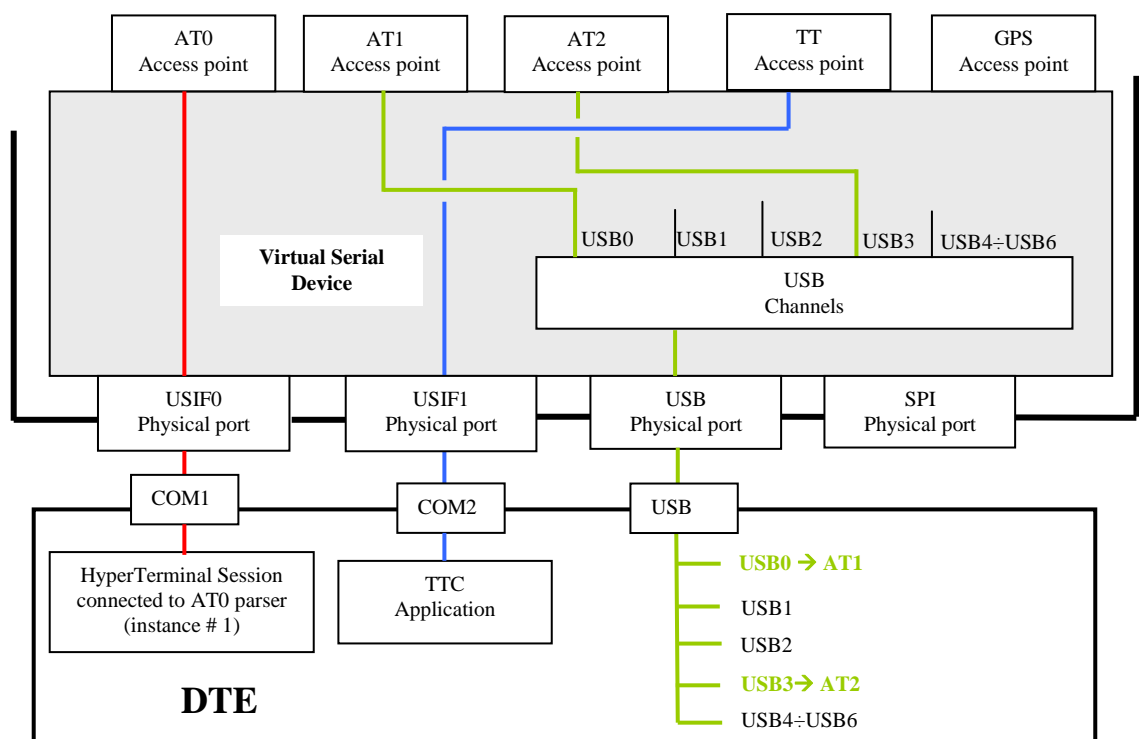 AT0
Access point
AT1
Access point
AT2
Access point
TT
Access point
GPS
Access point
Virtual Serial
Device
USB0
USB1
USB2
USB3
USB4÷USB6
USB
Channels
USIF0
Physical port
USIF1
Physical port
USB
Physical port
SPI
Physical port
COM1
COM2
USB
HyperTerminal Session
connected to AT0 parser
(instance # 1)
TTC
Application
USB0 → AT1
USB1
USB2
USB3→ AT2
USB4÷USB6
DTE